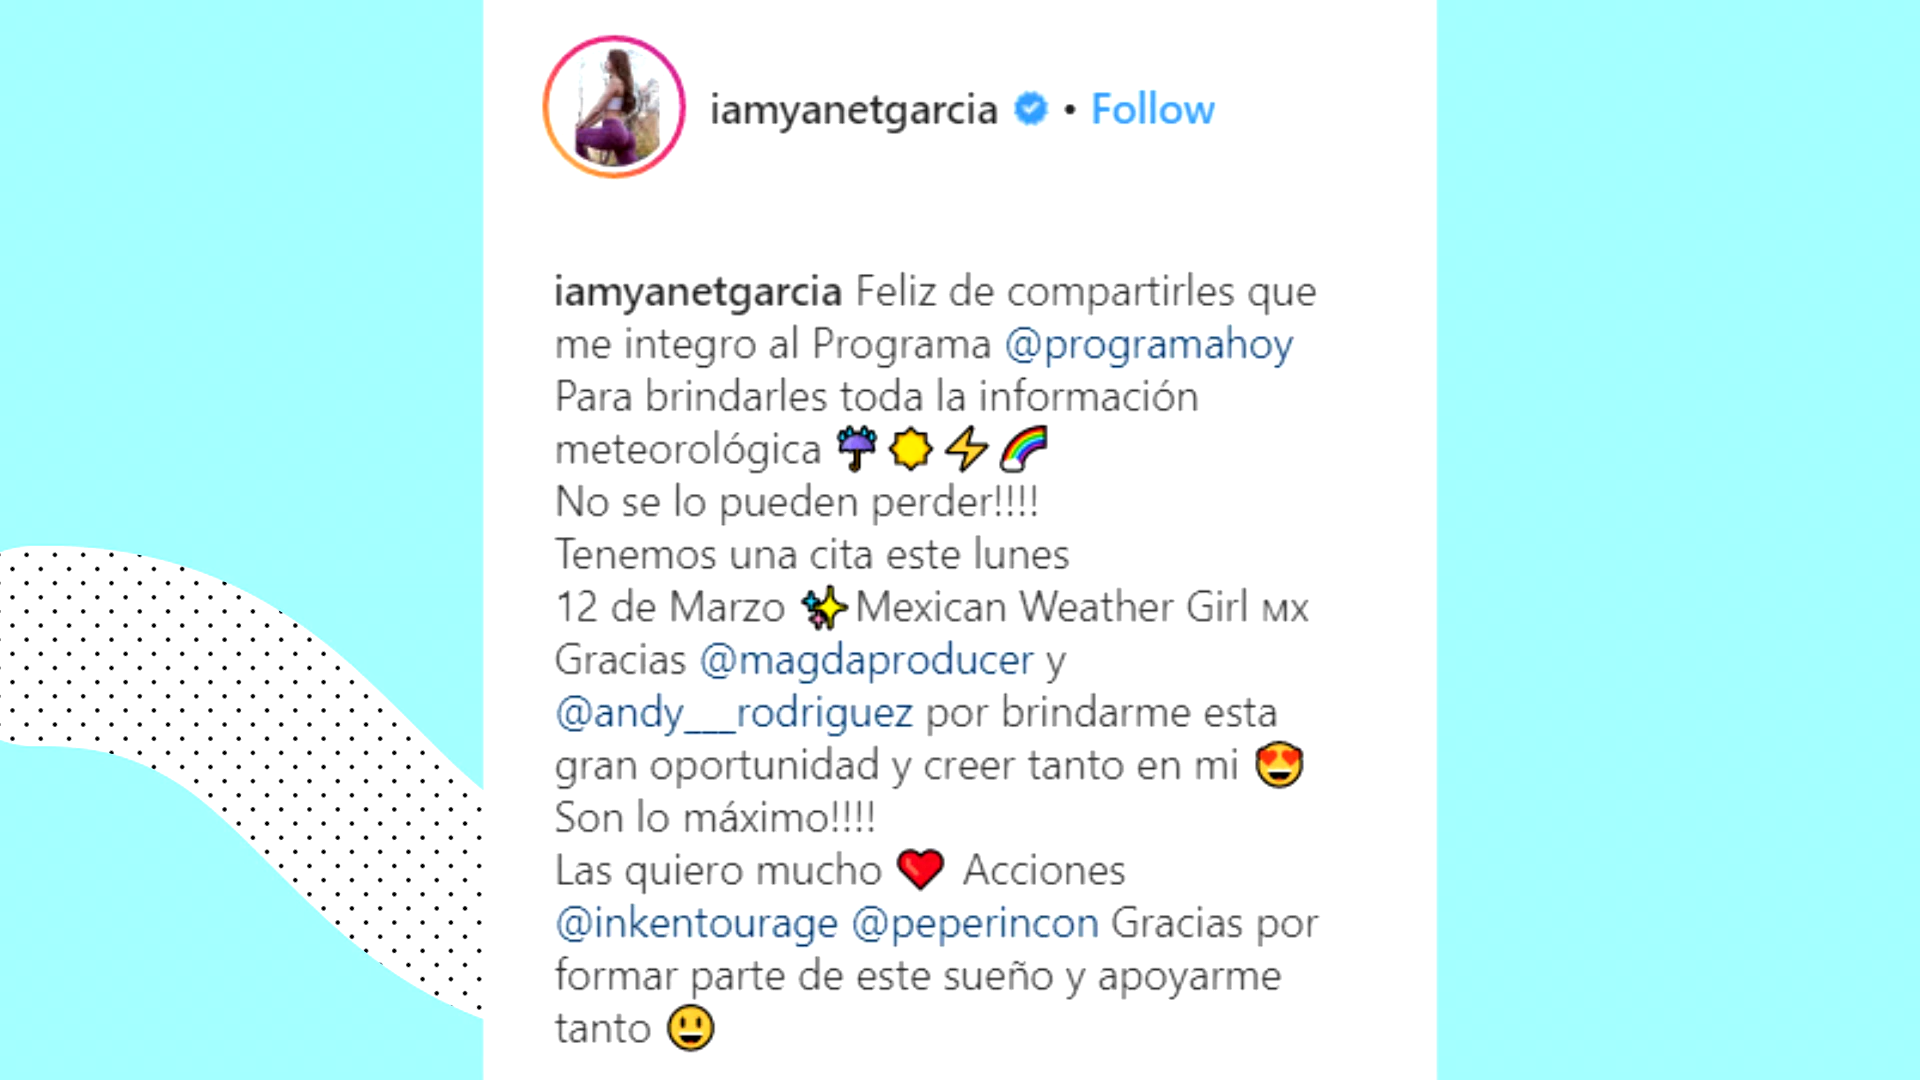 iamyanetgarcia • Follow
iamyanetgarcia Feliz de compartirles que
me integro al Programa @programahoy
Para brindarles toda la información
meteorológica ☔☀⚡🌈
No se lo pueden perder!!!!
Tenemos una cita este lunes
12 de Marzo ✨Mexican Weather Girl MX
Gracias @magdaproducer y
@andy___rodriguez por brindarme esta
gran oportunidad y creer tanto en mi 😍
Son lo máximo!!!!
Las quiero mucho ❤ Acciones
@inkentourage @peperincon Gracias por
formar parte de este sueño y apoyarme
tanto 😃